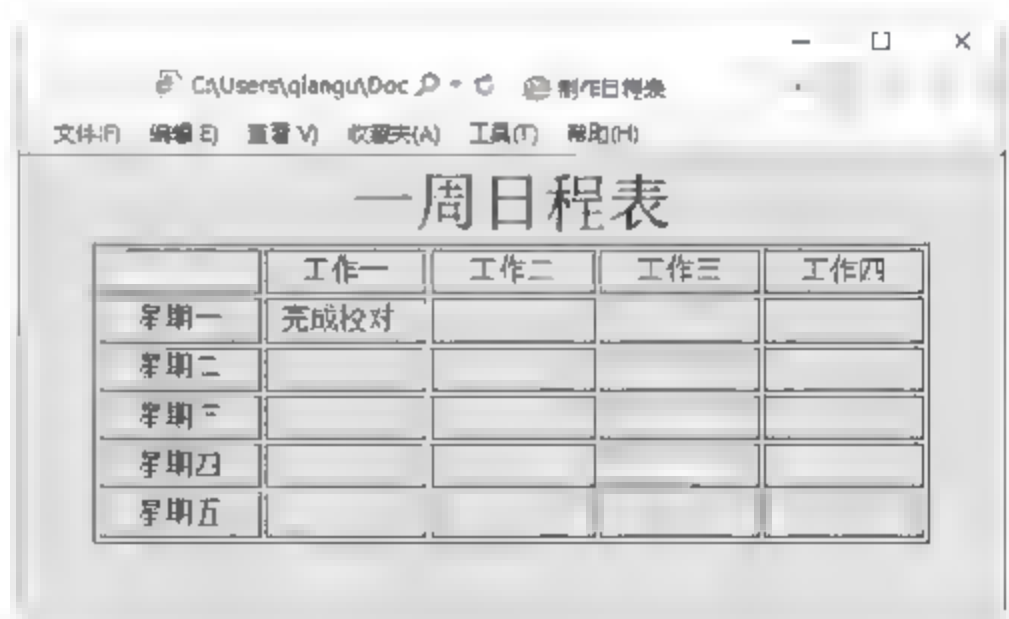 C:\Users\qiangu\Doc 制作日程表
文件(F) 编辑(E) 查看(V) 收藏夹(A) 工具(T) 帮助(H)
一周日程表
工作一 工作二 工作三 工作四
星期一 完成校对
星期二
星期三
星期四
星期五